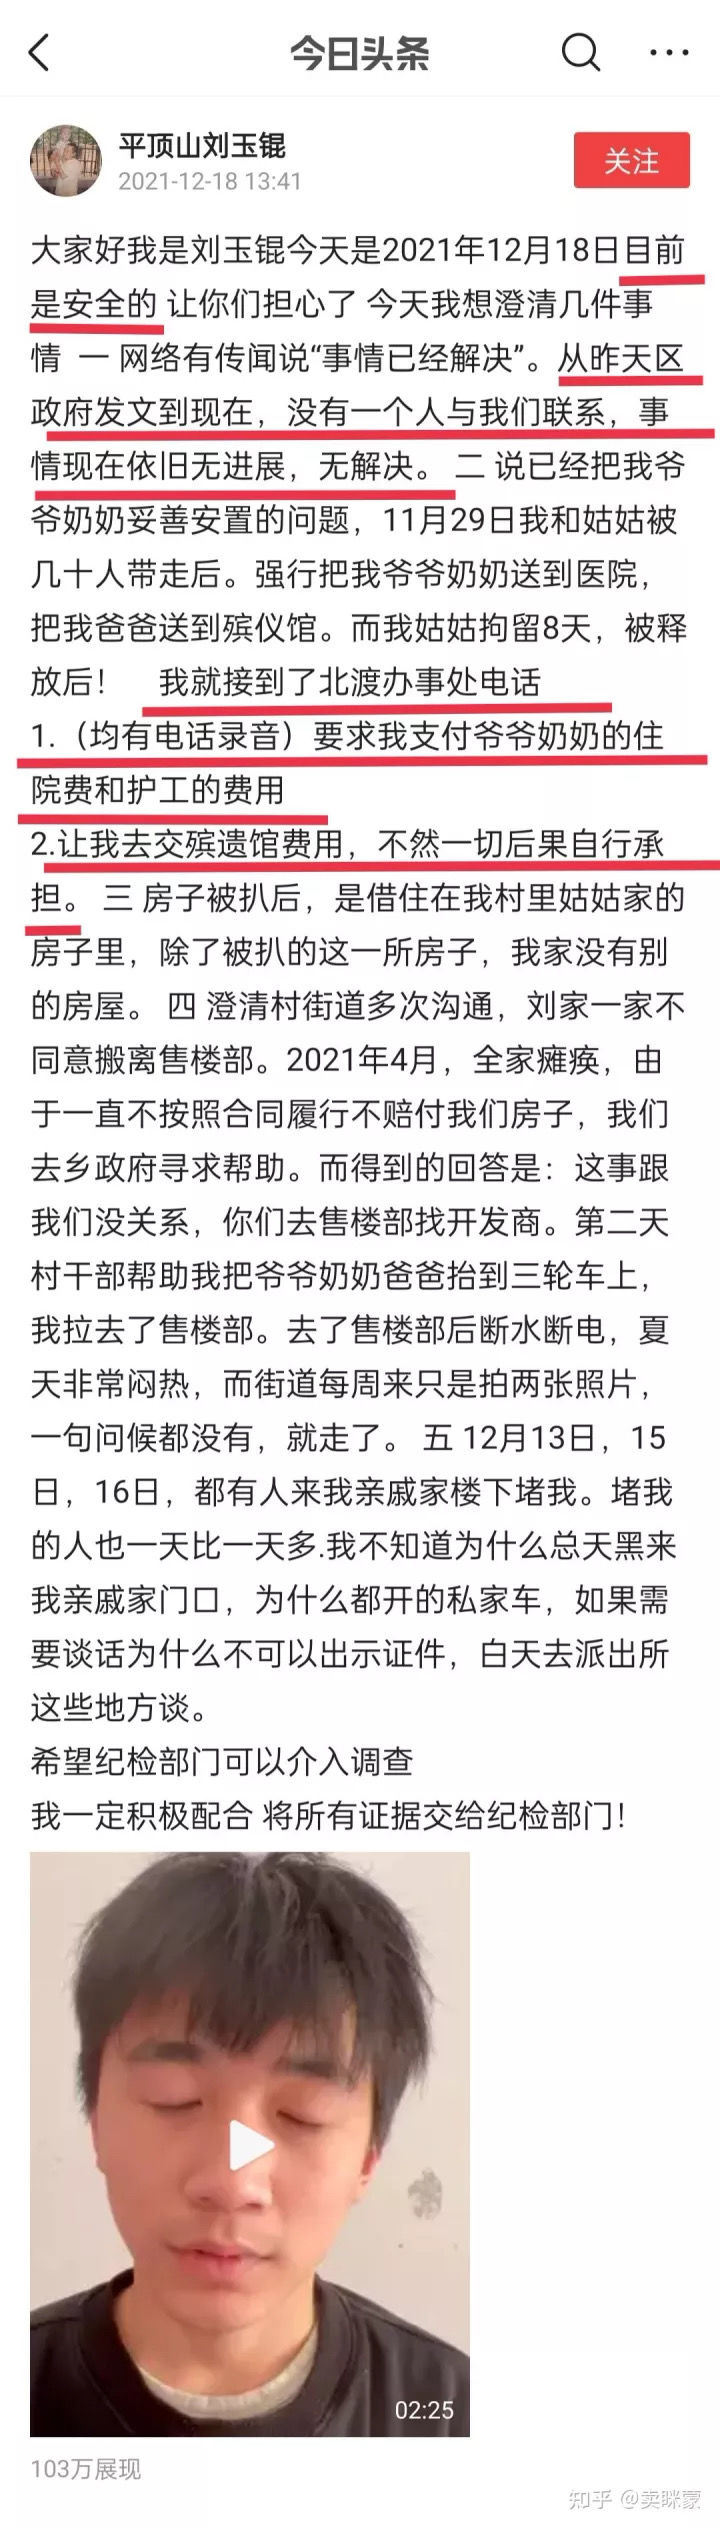 今日头条
平顶山刘玉锟
2021-12-18 13:41
关注
大家好我是刘玉锟今天是2021年12月18日目前
是安全的 让你们担心了 今天我想澄清几件事
情 一 网络有传闻说“事情已经解决”。从昨天区
政府发文到现在，没有一个人与我们联系，事
情现在依旧无进展，无解决。 二 说已经把我爷
爷奶奶妥善安置的问题，11月29日我和姑姑被
几十人带走后。强行把我爷爷奶奶送到医院，
把我爸爸送到殡仪馆。而我姑姑拘留8天，被释
放后！ 我就接到了北渡办事处电话
1.（均有电话录音）要求我支付爷爷奶奶的住
院费和护工的费用
2.让我去交殡遗馆费用，不然一切后果自行承
担。 三 房子被扒后，是借住在我村里姑姑家的
房子里，除了被扒的这一所房子，我家没有别
的房屋。 四 澄清村街道多次沟通，刘家一家不
同意搬离售楼部。2021年4月，全家瘫痪，由
于一直不按照合同履行不赔付我们房子，我们
去乡政府寻求帮助。而得到的回答是：这事跟
我们没关系，你们去售楼部找开发商。第二天
村干部帮助我把爷爷奶奶爸爸抬到三轮车上，
我拉去了售楼部。去了售楼部后断水断电，夏
天非常闷热，而街道每周来只是拍两张照片，
一句问候都没有，就走了。 五 12月13日，15
日，16日，都有人来我亲戚家楼下堵我。堵我
的人也一天比一天多.我不知道为什么总天黑来
我亲戚家门口，为什么都开的私家车，如果需
要谈话为什么不可以出示证件，白天去派出所
这些地方谈。
希望纪检部门可以介入调查
我一定积极配合 将所有证据交给纪检部门！
02:25
103万展现
知乎 @卖眯蒙